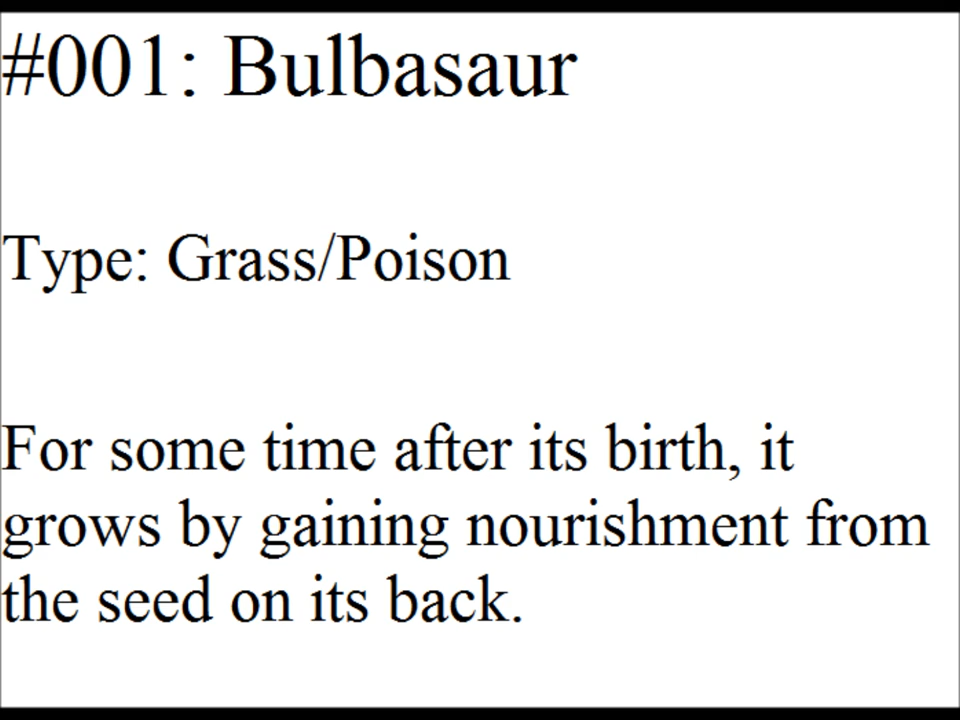 #001: Bulbasaur
Type: Grass/Poison
For some time after its birth, it
grows by gaining nourishment from
the seed on its back.